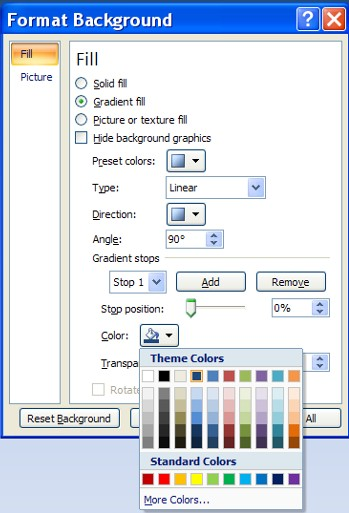 Format Background
Fill
Picture
Fill
Solid fill
Gradient fill
Picture or texture fill
Hide background graphics
Preset colors:
Type: Linear
Direction:
Angle: 90°
Gradient stops
Stop 1 Add Remove
Stop position: 0%
Color:
Theme Colors
Transpa
Rotate
Reset Background All
Standard Colors
More Colors...